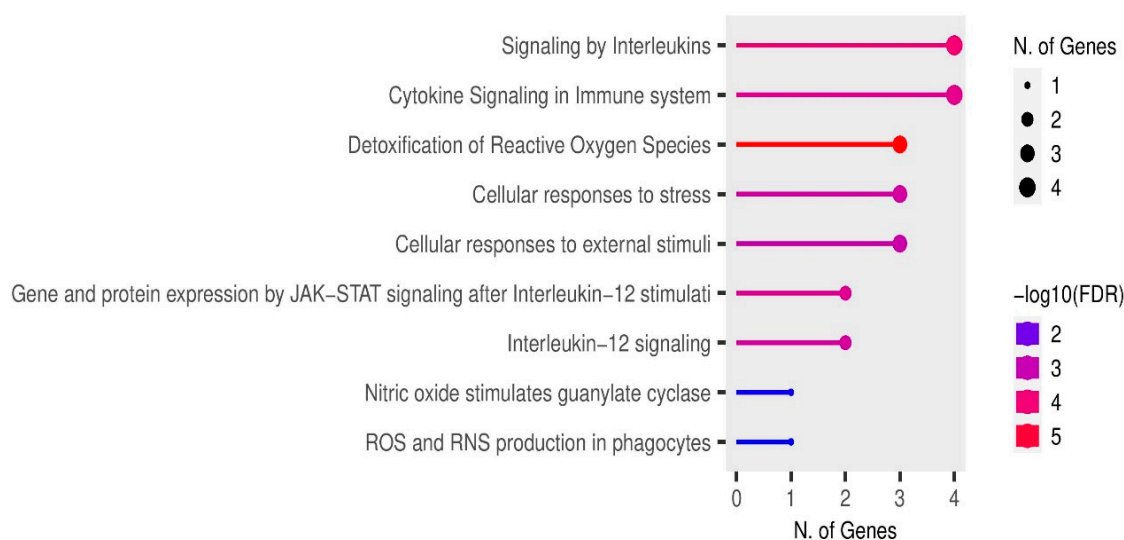 Signaling by Interleukins
Cytokine Signaling in Immune system
Detoxification of Reactive Oxygen Species
Cellular responses to stress
Cellular responses to external stimuli
Gene and protein expression by JAK−STAT signaling after Interleukin−12 stimulati
Interleukin−12 signaling
Nitric oxide stimulates guanylate cyclase
ROS and RNS production in phagocytes
0 1 2 3 4
N. of Genes
N. of Genes
1
2
3
4
−log10(FDR)
2
3
4
5